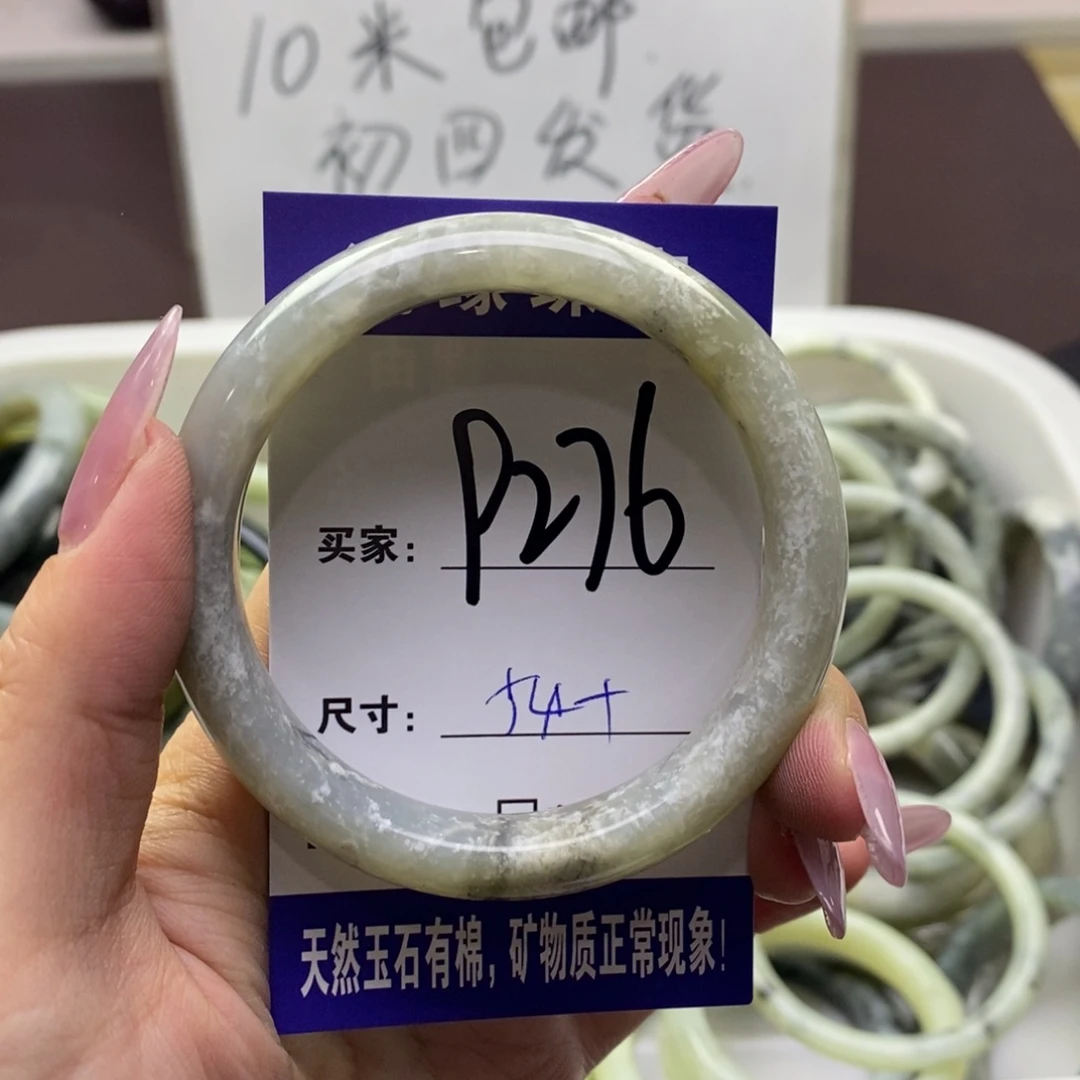 10米包邮
初四发货
买家: P276
尺寸: 54+
天然玉石有棉, 矿物质正常现象!